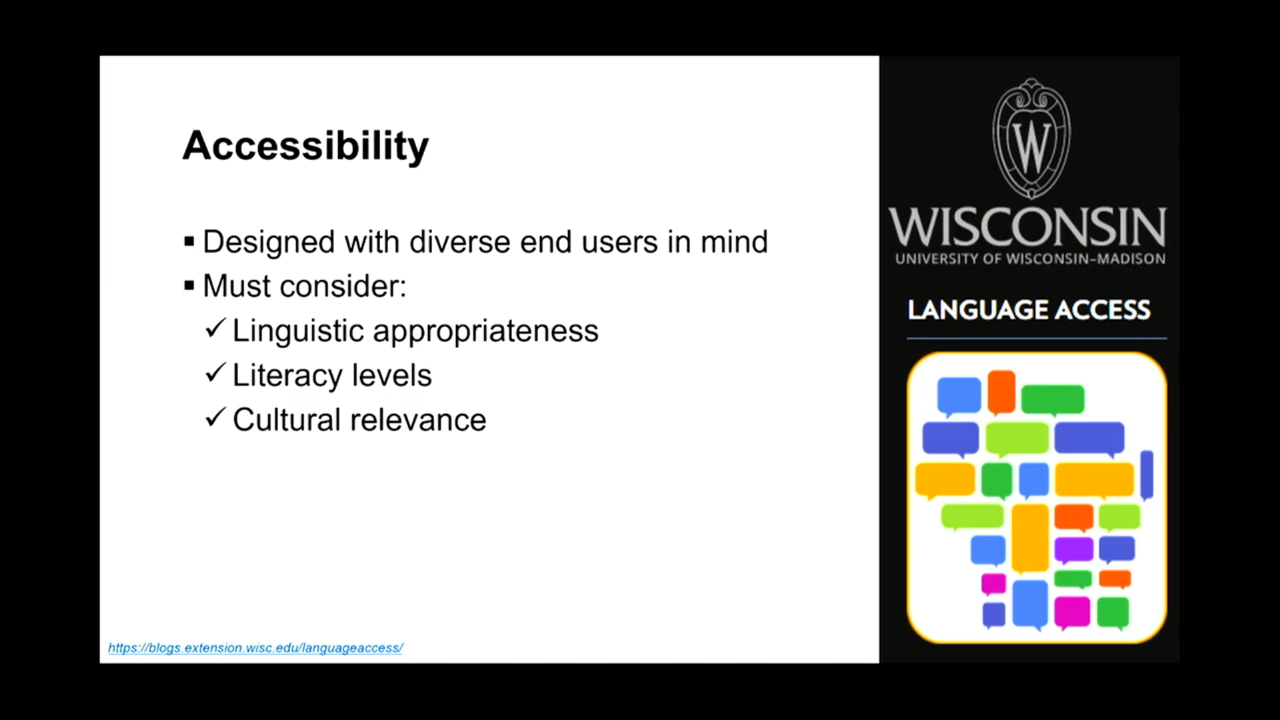 Accessibility
▪ Designed with diverse end users in mind
▪ Must consider:
✓ Linguistic appropriateness
✓ Literacy levels
✓ Cultural relevance
https://blogs.extension.wisc.edu/languageaccess/
W
WISCONSIN
UNIVERSITY OF WISCONSIN–MADISON
LANGUAGE ACCESS